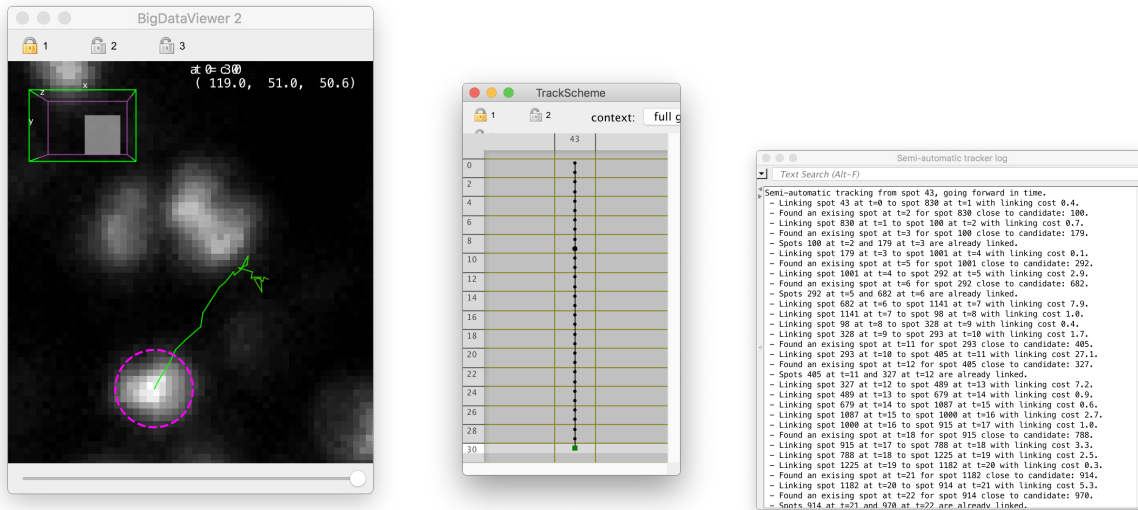 BigDataViewer 2
1 2 3
( 119.0, 51.0, 50.6)
x
z
y
TrackScheme
1 2 context: full g
43
0
2
4
6
8
10
12
14
16
18
20
22
24
26
28
30
Semi-automatic tracker log
Text Search (Alt-F)
Semi-automatic tracking from spot 43, going forward in time.
- Linking spot 43 at t=0 to spot 830 at t=1 with linking cost 0.4.
- Found an exising spot at t=2 for spot 830 close to candidate: 100.
- Linking spot 830 at t=1 to spot 100 at t=2 with linking cost 0.7.
- Found an exising spot at t=3 for spot 100 close to candidate: 179.
- Spots 100 at t=2 and 179 at t=3 are already linked.
- Linking spot 179 at t=3 to spot 1001 at t=4 with linking cost 0.1.
- Found an exising spot at t=5 for spot 1001 close to candidate: 292.
- Linking spot 1001 at t=4 to spot 292 at t=5 with linking cost 2.9.
- Found an exising spot at t=6 for spot 292 close to candidate: 682.
- Spots 292 at t=5 and 682 at t=6 are already linked.
- Linking spot 682 at t=6 to spot 1141 at t=7 with linking cost 7.9.
- Linking spot 1141 at t=7 to spot 98 at t=8 with linking cost 1.0.
- Linking spot 98 at t=8 to spot 328 at t=9 with linking cost 0.4.
- Linking spot 328 at t=9 to spot 293 at t=10 with linking cost 1.7.
- Found an exising spot at t=11 for spot 293 close to candidate: 405.
- Linking spot 293 at t=10 to spot 405 at t=11 with linking cost 27.1.
- Found an exising spot at t=12 for spot 405 close to candidate: 327.
- Spots 405 at t=11 and 327 at t=12 are already linked.
- Linking spot 327 at t=12 to spot 489 at t=13 with linking cost 7.2.
- Linking spot 489 at t=13 to spot 679 at t=14 with linking cost 0.9.
- Linking spot 679 at t=14 to spot 1087 at t=15 with linking cost 0.6.
- Linking spot 1087 at t=15 to spot 1000 at t=16 with linking cost 2.7.
- Linking spot 1000 at t=16 to spot 915 at t=17 with linking cost 1.0.
- Found an exising spot at t=18 for spot 915 close to candidate: 788.
- Linking spot 915 at t=17 to spot 788 at t=18 with linking cost 3.3.
- Linking spot 788 at t=18 to spot 1225 at t=19 with linking cost 2.5.
- Linking spot 1225 at t=19 to spot 1182 at t=20 with linking cost 0.3.
- Found an exising spot at t=21 for spot 1182 close to candidate: 914.
- Linking spot 1182 at t=20 to spot 914 at t=21 with linking cost 5.3.
- Found an exising spot at t=22 for spot 914 close to candidate: 970.
- Spots 914 at t=21 and 970 at t=22 are already linked.